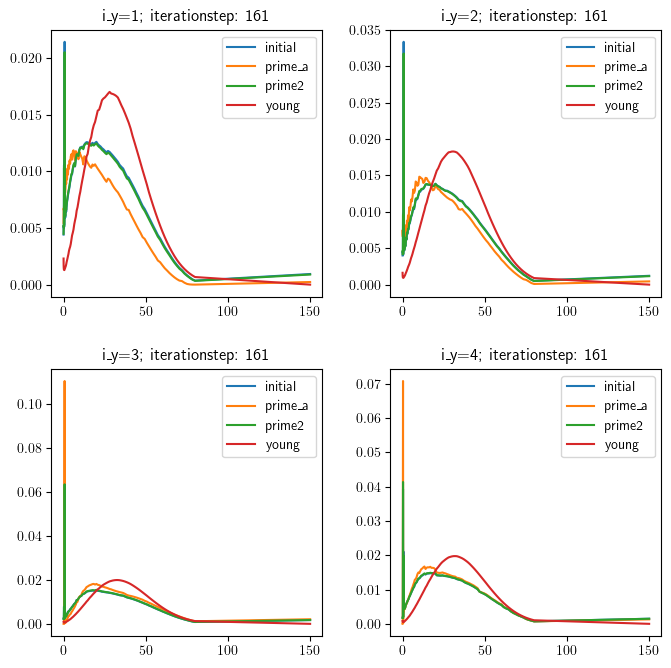 i_y=1; iterationstep: 161
0.020
0.015
0.010
0.005
0.000
0
50
100
150
initial
prime_a
prime2
young
i_y=2; iterationstep: 161
0.035
0.030
0.025
0.020
0.015
0.010
0.005
0.000
0
50
100
150
initial
prime_a
prime2
young
i_y=3; iterationstep: 161
0.10
0.08
0.06
0.04
0.02
0.00
0
50
100
150
initial
prime_a
prime2
young
i_y=4; iterationstep: 161
0.07
0.06
0.05
0.04
0.03
0.02
0.01
0.00
0
50
100
150
initial
prime_a
prime2
young